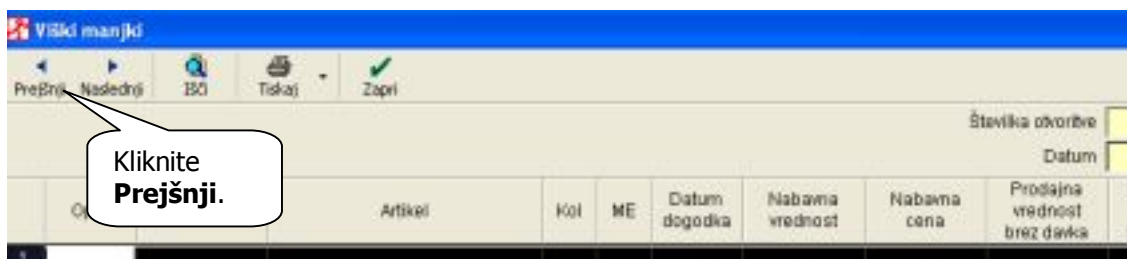 Viški manjki
Prejšnji Naslednji Išči Tiskaj Zapri
Številka otvoritve
Kliknite
Prejšnji.
Datum
Artikel Kol ME Datum dogodka Nabavna vrednost Nabavna cena Prodajna vrednost brez davka
1